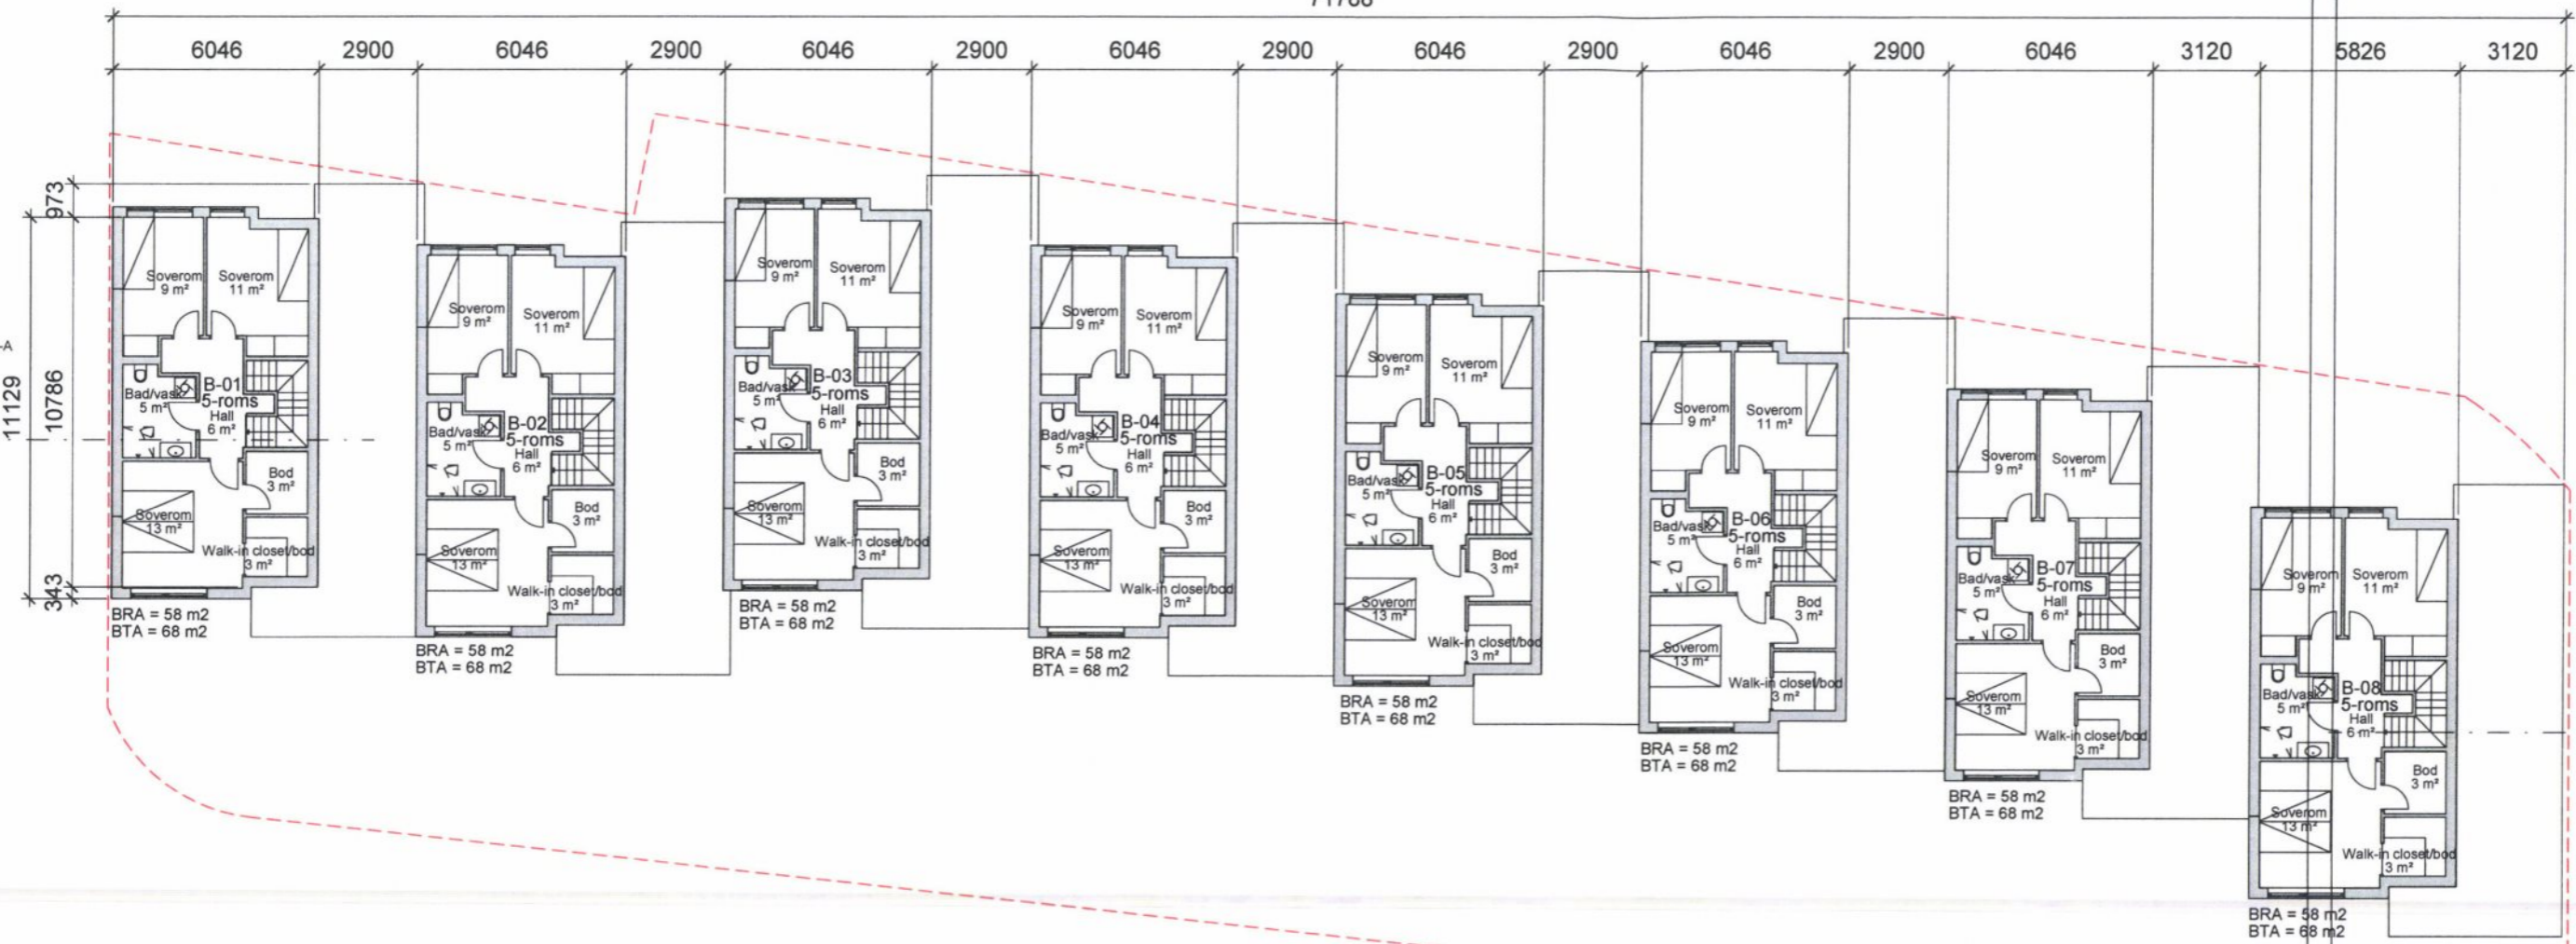 6046 2900 6046 2900 6046 2900 6046 2900 6046 2900 6046 2900 6046 3120 5826 3120
973
10786
11129
343
-A
Soverom
9 m²
Soverom
11 m²
Bad/vask
5 m²
B-01
5-roms
Hall
6 m²
Bod
3 m²
Soverom
13 m²
Walk-in closet/bod
3 m²
BRA = 58 m2
BTA = 68 m2
Soverom
9 m²
Soverom
11 m²
Bad/vask
5 m²
B-02
5-roms
Hall
6 m²
Bod
3 m²
Soverom
13 m²
Walk-in closet/bod
3 m²
BRA = 58 m2
BTA = 68 m2
Soverom
9 m²
Soverom
11 m²
Bad/vask
5 m²
B-03
5-roms
Hall
6 m²
Bod
3 m²
Soverom
13 m²
Walk-in closet/bod
3 m²
BRA = 58 m2
BTA = 68 m2
Soverom
9 m²
Soverom
11 m²
Bad/vask
5 m²
B-04
5-roms
Hall
6 m²
Bod
3 m²
Soverom
13 m²
Walk-in closet/bod
3 m²
BRA = 58 m2
BTA = 68 m2
Soverom
9 m²
Soverom
11 m²
Bad/vask
5 m²
B-05
5-roms
Hall
6 m²
Bod
3 m²
Soverom
13 m²
Walk-in closet/bod
3 m²
BRA = 58 m2
BTA = 68 m2
Soverom
9 m²
Soverom
11 m²
Bad/vask
5 m²
B-06
5-roms
Hall
6 m²
Bod
3 m²
Soverom
13 m²
Walk-in closet/bod
3 m²
BRA = 58 m2
BTA = 68 m2
Soverom
9 m²
Soverom
11 m²
Bad/vask
5 m²
B-07
5-roms
Hall
6 m²
Bod
3 m²
Soverom
13 m²
Walk-in closet/bod
3 m²
BRA = 58 m2
BTA = 68 m2
Soverom
9 m²
Soverom
11 m²
Bad/vask
5 m²
B-08
5-roms
Hall
6 m²
Bod
3 m²
Soverom
13 m²
Walk-in closet/bod
3 m²
BRA = 58 m2
BTA = 68 m2